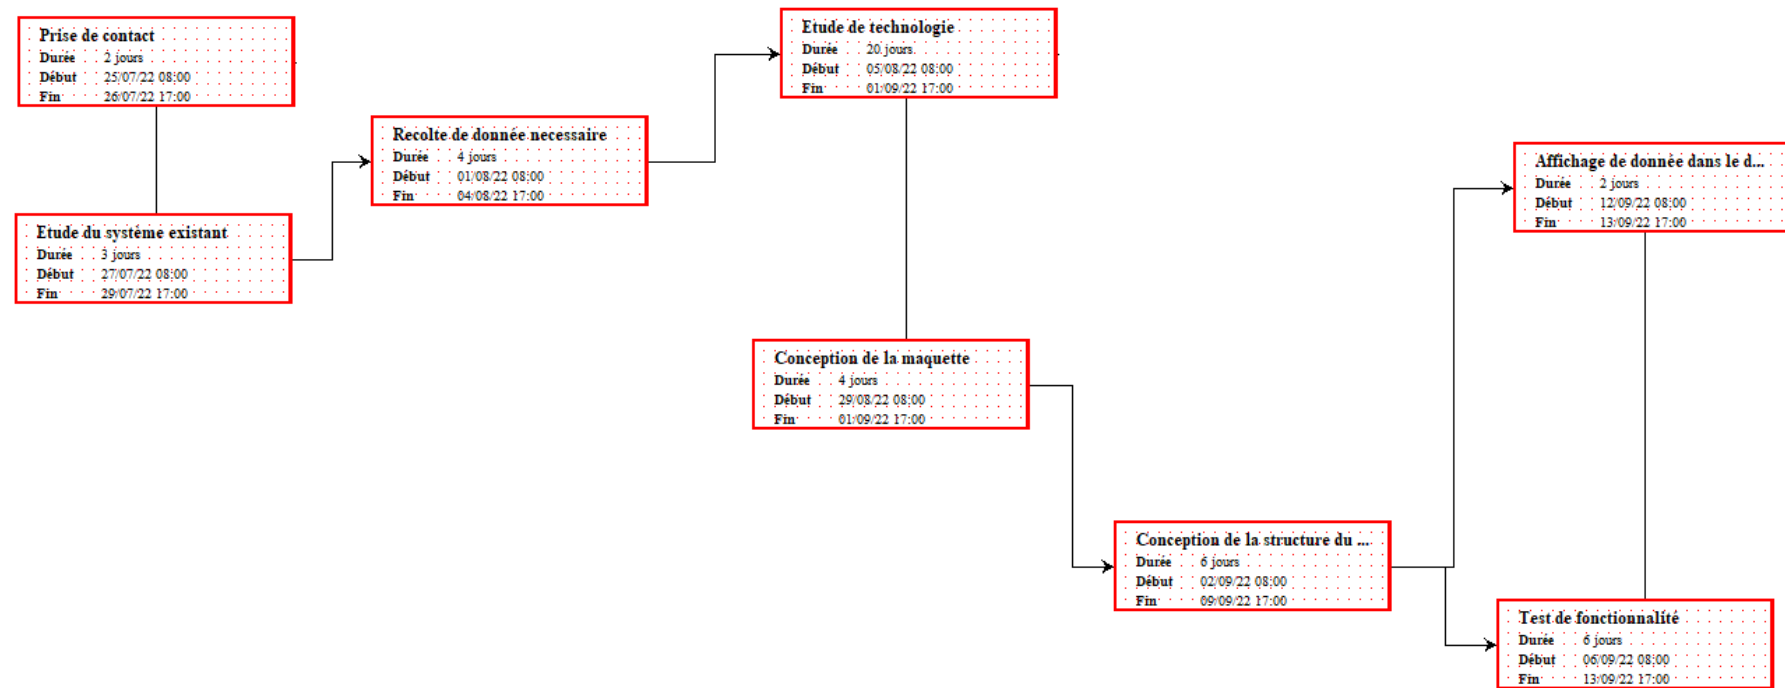 Prise de contact
Durée 2 jours
Début 25/07/22 08:00
Fin 26/07/22 17:00
Etude du systéme existant
Durée 3 jours
Début 27/07/22 08:00
Fin 29/07/22 17:00
Recolte de donnée necessaire
Durée 4 jours
Début 01/08/22 08:00
Fin 04/08/22 17:00
Etude de technologie
Durée 20 jours
Début 05/08/22 08:00
Fin 01/09/22 17:00
Conception de la maquette
Durée 4 jours
Début 29/08/22 08:00
Fin 01/09/22 17:00
Conception de la structure du ...
Durée 6 jours
Début 02/09/22 08:00
Fin 09/09/22 17:00
Affichage de donnée dans le d...
Durée 2 jours
Début 12/09/22 08:00
Fin 13/09/22 17:00
Test de fonctionnalité
Durée 6 jours
Début 06/09/22 08:00
Fin 13/09/22 17:00